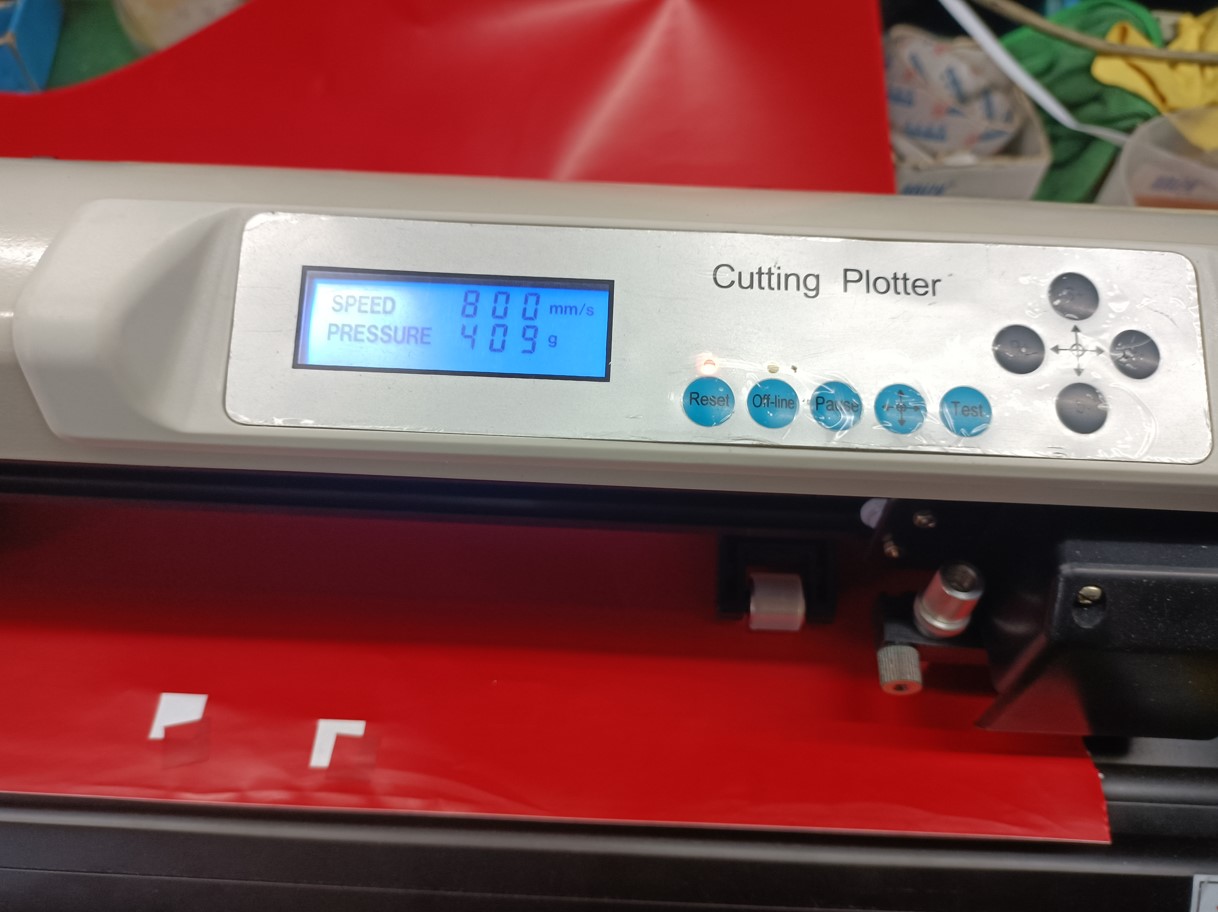 Cutting Plotter
SPEED 800 mm/s
PRESSURE 409 g
Reset Off-line Pause Test